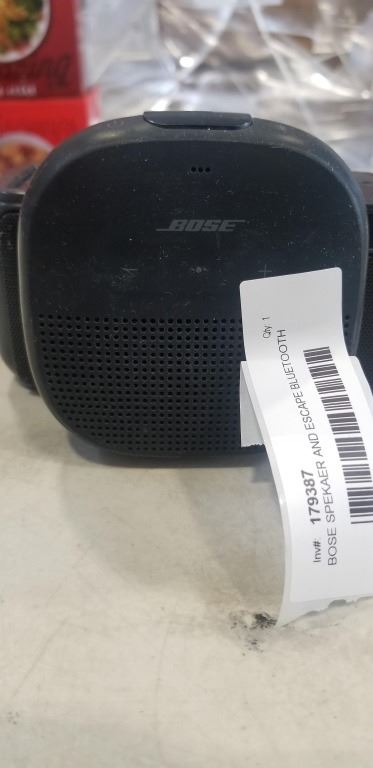 BOSE
Qty: 1
Inv#: 179387
BOSE SPEKAER AND ESCAPE BLUETOOTH